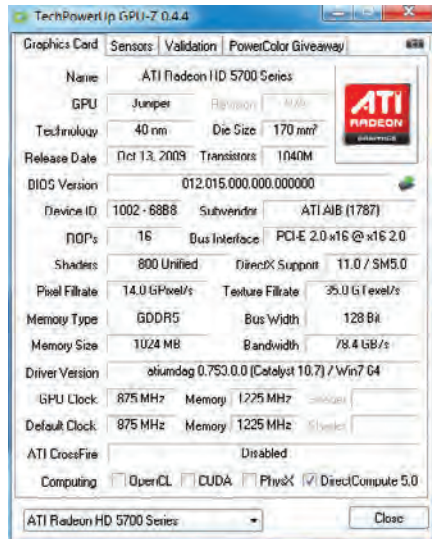 TechPowerUp GPU-Z 0.4.4
Graphics Card Sensors Validation PowerColor Giveaway
Name ATI Radeon HD 5700 Series
GPU Juniper Revision N/A
ATI RADEON GRAPHICS
Technology 40 nm Die Size 170 mm²
Release Date Oct 13, 2009 Transistors 1040M
BIOS Version 012.015.000.000.000000
Device ID 1002 - 68B8 Subvendor ATI AIB (1787)
ROPs 16 Bus Interface PCI-E 2.0 x16 @ x16 2.0
Shaders 800 Unified DirectX Support 11.0 / SM5.0
Pixel Fillrate 14.0 GPixel/s Texture Fillrate 35.0 GTexel/s
Memory Type GDDR5 Bus Width 128 Bit
Memory Size 1024 MB Bandwidth 78.4 GB/s
Driver Version atiumdag 8.753.0.0 (Catalyst 10.7) / Win7 64
GPU Clock 875 MHz Memory 1225 MHz Shader
Default Clock 875 MHz Memory 1225 MHz Shader
ATI CrossFire Disabled
Computing OpenCL CUDA PhysX DirectCompute 5.0
ATI Radeon HD 5700 Series Close